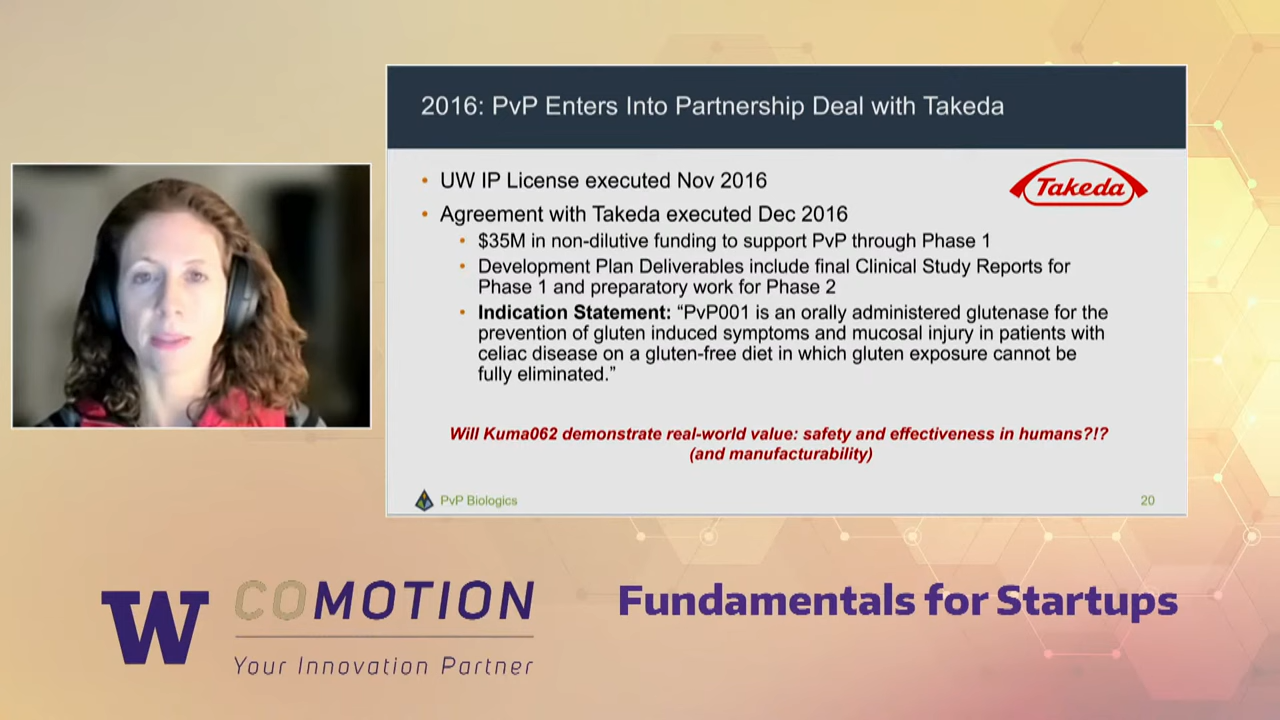 2016: PvP Enters Into Partnership Deal with Takeda
• UW IP License executed Nov 2016
Takeda
• Agreement with Takeda executed Dec 2016
• $35M in non-dilutive funding to support PvP through Phase 1
• Development Plan Deliverables include final Clinical Study Reports for
Phase 1 and preparatory work for Phase 2
• Indication Statement: “PvP001 is an orally administered glutenase for the
prevention of gluten induced symptoms and mucosal injury in patients with
celiac disease on a gluten-free diet in which gluten exposure cannot be
fully eliminated.”
Will Kuma062 demonstrate real-world value: safety and effectiveness in humans?!?
(and manufacturability)
PvP Biologics
20
W
COMOTION
Your Innovation Partner
Fundamentals for Startups